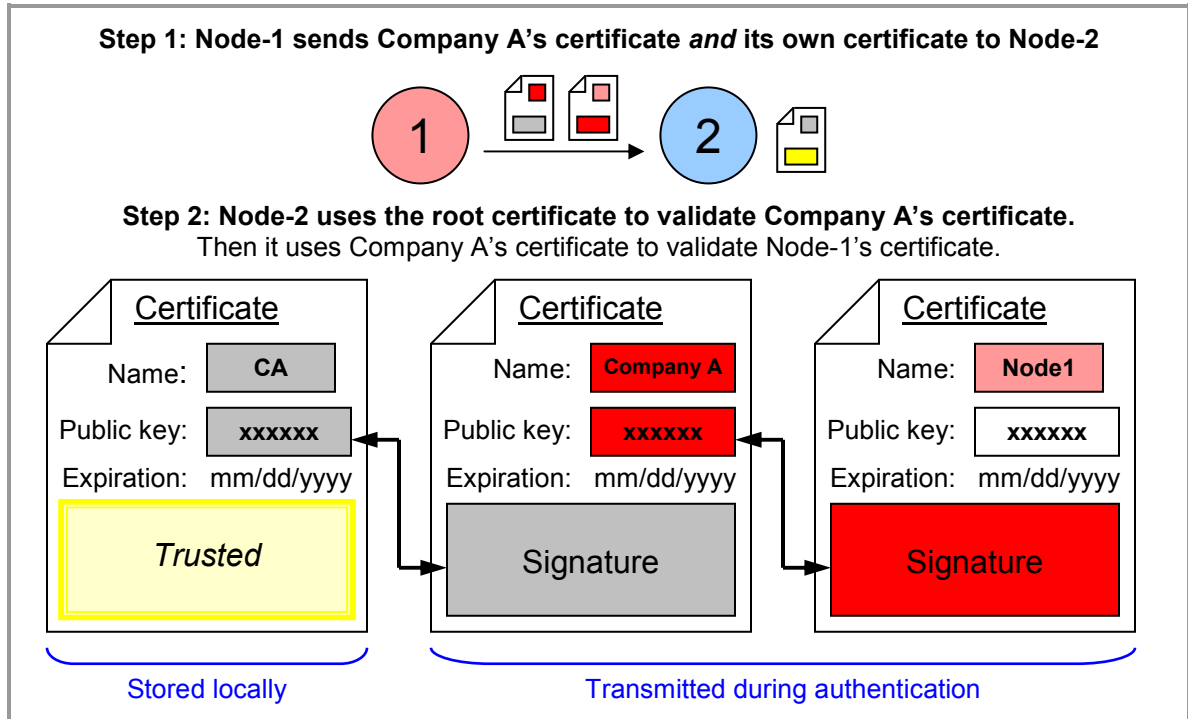 Step 1: Node-1 sends Company A's certificate and its own certificate to Node-2
1
2
Step 2: Node-2 uses the root certificate to validate Company A's certificate.
Then it uses Company A's certificate to validate Node-1's certificate.
Certificate
Name: CA
Public key: xxxxxx
Expiration: mm/dd/yyyy
Trusted
Certificate
Name: Company A
Public key: xxxxxx
Expiration: mm/dd/yyyy
Signature
Certificate
Name: Node1
Public key: xxxxxx
Expiration: mm/dd/yyyy
Signature
Stored locally
Transmitted during authentication